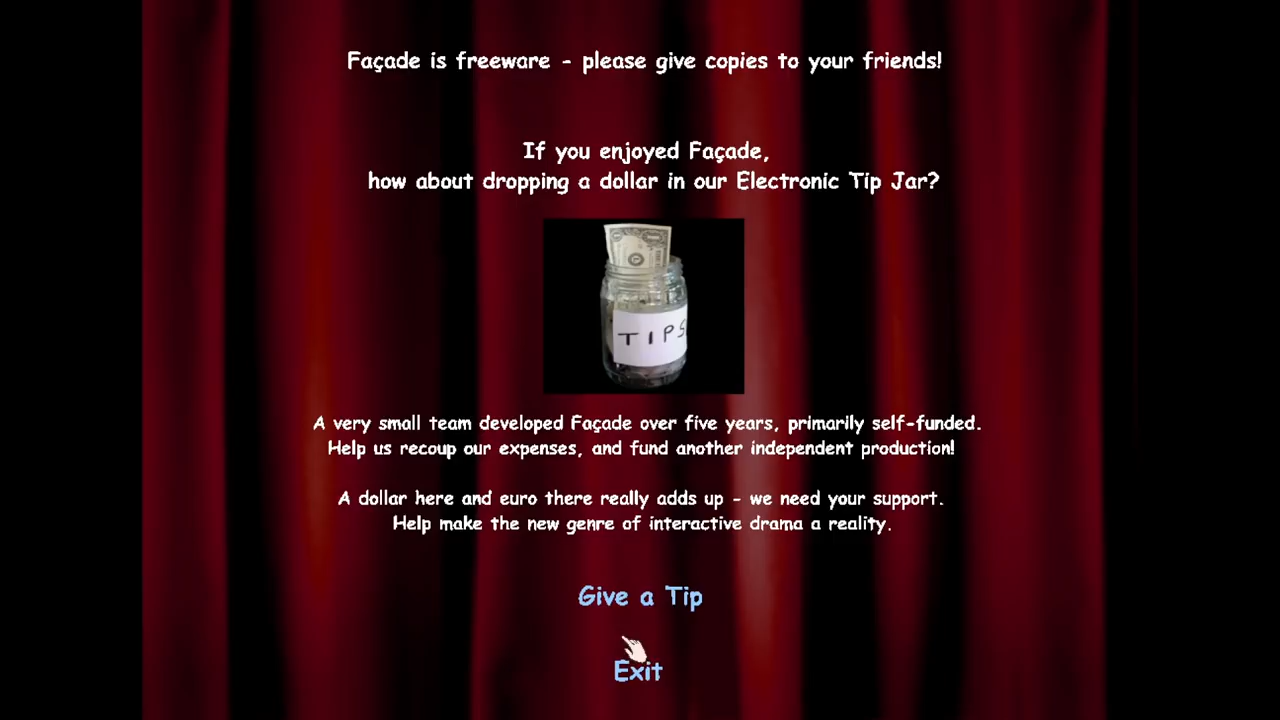 Façade is freeware - please give copies to your friends!
If you enjoyed Façade,
how about dropping a dollar in our Electronic Tip Jar?
TIPS
A very small team developed Façade over five years, primarily self-funded.
Help us recoup our expenses, and fund another independent production!
A dollar here and euro there really adds up - we need your support.
Help make the new genre of interactive drama a reality.
Give a Tip
Exit